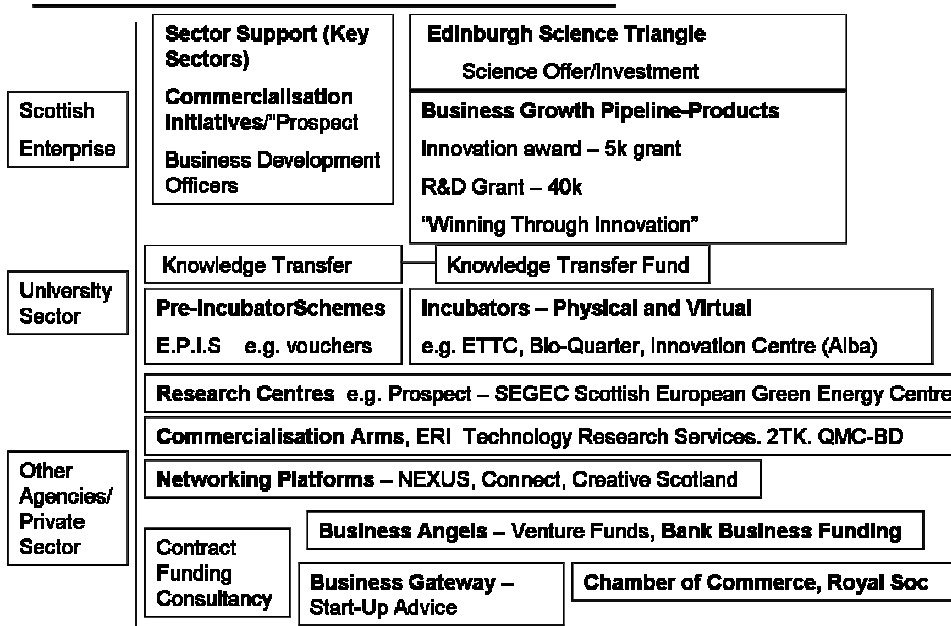 Scottish
Enterprise
Sector Support (Key
Sectors)
Commercialisation
Initiatives/"Prospect
Business Development
Officers
Edinburgh Science Triangle
Science Offer/Investment
Business Growth Pipeline-Products
Innovation award – 5k grant
R&D Grant – 40k
"Winning Through Innovation"
University
Sector
Knowledge Transfer
Knowledge Transfer Fund
Pre-IncubatorSchemes
E.P.I.S e.g. vouchers
Incubators – Physical and Virtual
e.g. ETTC, Bio-Quarter, Innovation Centre (Alba)
Research Centres e.g. Prospect – SEGEC Scottish European Green Energy Centre
Commercialisation Arms, ERI Technology Research Services. 2TK. QMC-BD
Other
Agencies/
Private
Sector
Networking Platforms – NEXUS, Connect, Creative Scotland
Contract
Funding
Consultancy
Business Angels – Venture Funds, Bank Business Funding
Business Gateway –
Start-Up Advice
Chamber of Commerce, Royal Soc